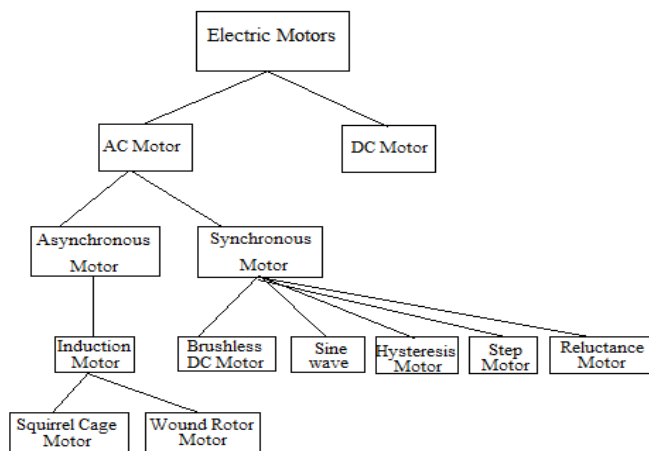 Electric Motors
AC Motor
DC Motor
Asynchronous
Motor
Synchronous
Motor
Induction
Motor
Brushless
DC Motor
Sine
wave
Hysteresis
Motor
Step
Motor
Reluctance
Motor
Squirrel Cage
Motor
Wound Rotor
Motor